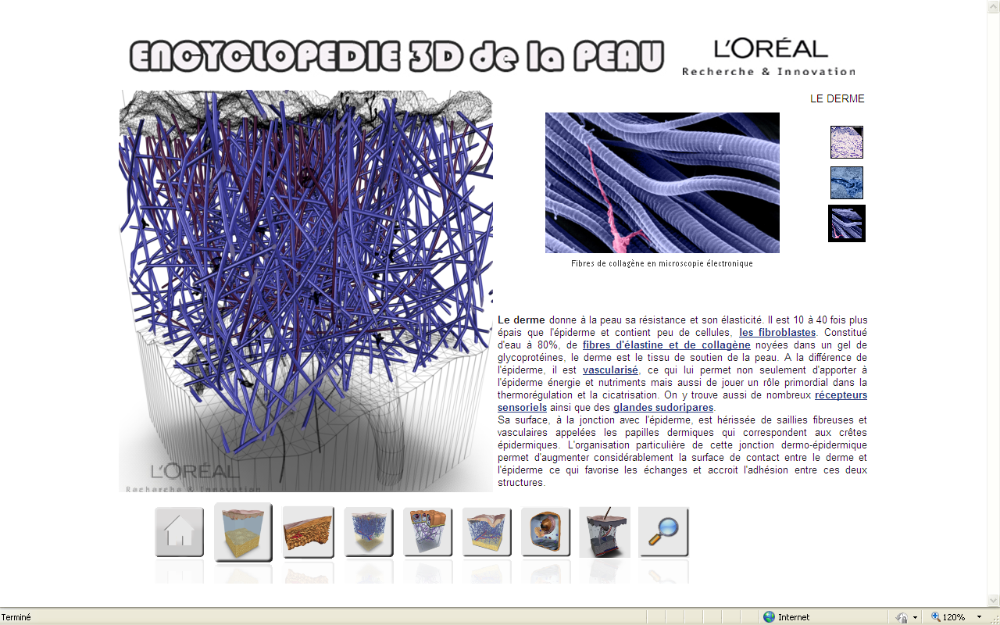 ENCYCLOPEDIE 3D de la PEAU
L'ORÉAL
Recherche & Innovation
LE DERME
Fibres de collagène en microscopie électronique
Le derme donne à la peau sa résistance et son élasticité. Il est 10 à 40 fois plus
épais que l'épiderme et contient peu de cellules, les fibroblastes. Constitué
d'eau à 80%, de fibres d'élastine et de collagène noyées dans un gel de
glycoprotéines, le derme est le tissu de soutien de la peau. A la différence de
l'épiderme, il est vascularisé, ce qui lui permet non seulement d'apporter à
l'épiderme énergie et nutriments mais aussi de jouer un rôle primordial dans la
thermorégulation et la cicatrisation. On y trouve aussi de nombreux récepteurs
sensoriels ainsi que des glandes sudoripares.
Sa surface, à la jonction avec l'épiderme, est hérissée de saillies fibreuses et
vasculaires appelées les papilles dermiques qui correspondent aux crêtes
épidermiques. L'organisation particulière de cette jonction dermo-épidermique
permet d'augmenter considérablement la surface de contact entre le derme et
l'épiderme ce qui favorise les échanges et accroit l'adhésion entre ces deux
structures.
L'ORÉAL
Recherche & Innovation
Terminé
Internet
120%